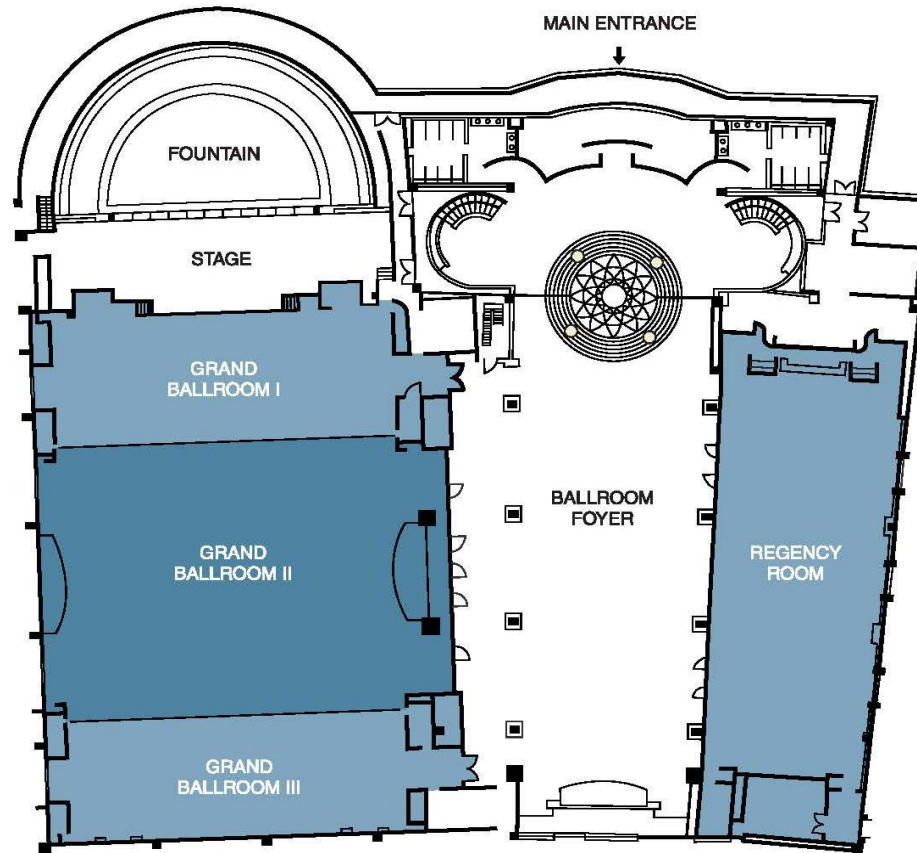 MAIN ENTRANCE
FOUNTAIN
STAGE
GRAND
BALLROOM I
GRAND
BALLROOM II
BALLROOM
FOYER
REGENCY
ROOM
GRAND
BALLROOM III